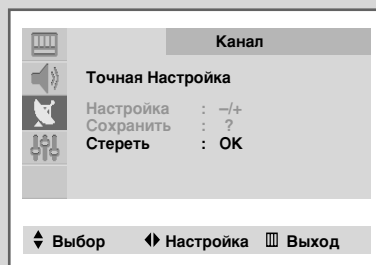 Канал
Точная Настройка
Настройка : –/+
Сохранить : ?
Стереть : OK
Выбор Настройка Выход